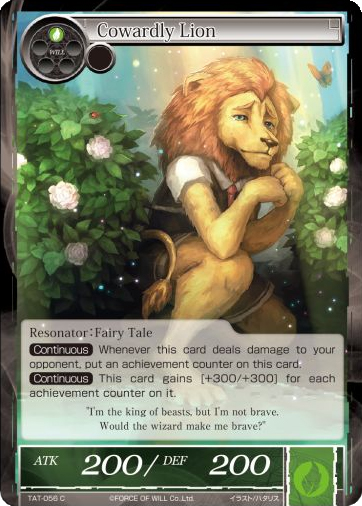 Cowardly Lion
WILL
Resonator:Fairy Tale
Continuous Whenever this card deals damage to your
opponent, put an achievement counter on this card.
Continuous This card gains [+300/+300] for each
achievement counter on it.
"I'm the king of beasts, but I'm not brave.
Would the wizard make me brave?"
ATK 200/ DEF 200
TAT-056 C ©FORCE OF WILL Co.,Ltd. イラスト/ハダリス